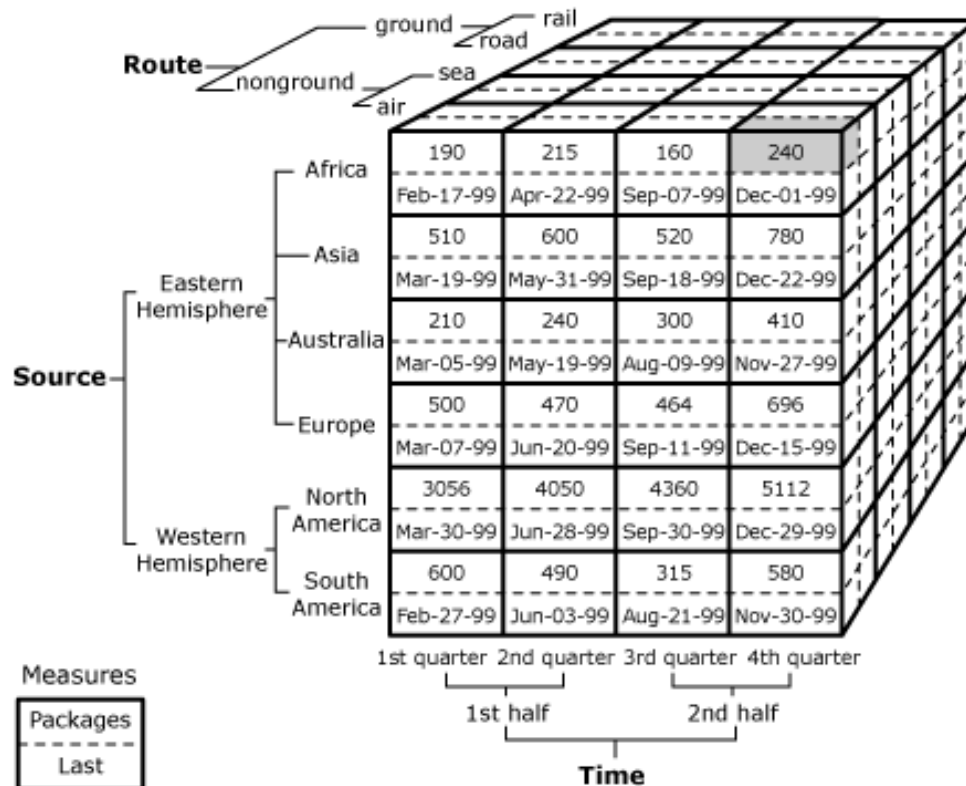 rail
ground
road
Route
sea
nonground
air
190 215 160 240
Africa
Feb-17-99 Apr-22-99 Sep-07-99 Dec-01-99
510 600 520 780
Asia
Mar-19-99 May-31-99 Sep-18-99 Dec-22-99
Eastern
Hemisphere
210 240 300 410
Australia
Mar-05-99 May-19-99 Aug-09-99 Nov-27-99
Source
500 470 464 696
Europe
Mar-07-99 Jun-20-99 Sep-11-99 Dec-15-99
3056 4050 4360 5112
North
America
Mar-30-99 Jun-28-99 Sep-30-99 Dec-29-99
Western
Hemisphere
600 490 315 580
South
America
Feb-27-99 Jun-03-99 Aug-21-99 Nov-30-99
1st quarter 2nd quarter 3rd quarter 4th quarter
Measures
1st half 2nd half
Packages
Last
Time